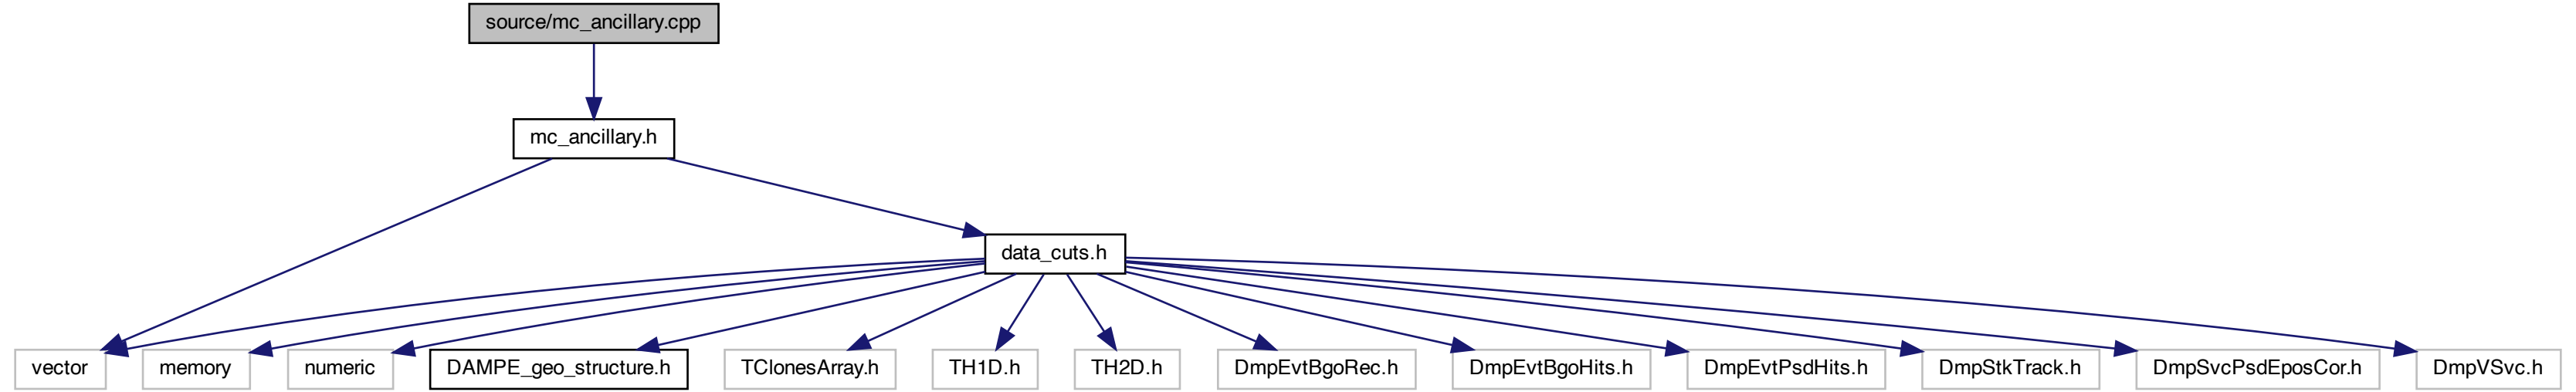 source/mc_ancillary.cpp
mc_ancillary.h
data_cuts.h
vector
memory
numeric
DAMPE_geo_structure.h
TClonesArray.h
TH1D.h
TH2D.h
DmpEvtBgoRec.h
DmpEvtBgoHits.h
DmpEvtPsdHits.h
DmpStkTrack.h
DmpSvcPsdEposCor.h
DmpVSvc.h